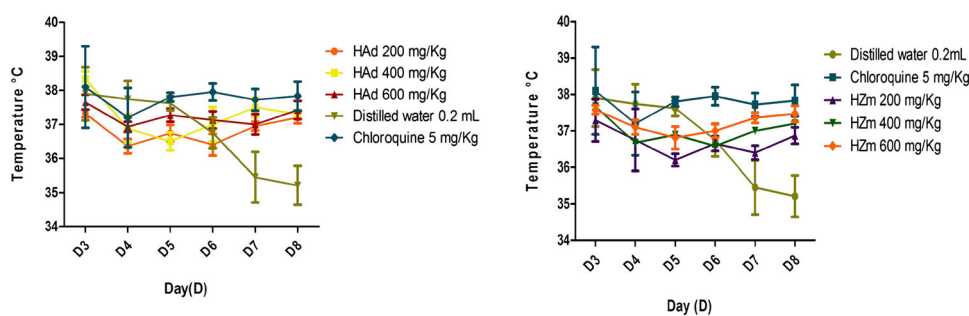 40
39
38
37
36
35
34
Temperature °C
D3
D4
D5
D6
D7
D8
Day(D)
HAd 200 mg/Kg
HAd 400 mg/Kg
HAd 600 mg/Kg
Distilled water 0.2 mL
Chloroquine 5 mg/Kg
40
39
38
37
36
35
34
Temperature °C
D3
D4
D5
D6
D7
D8
Day (D)
Distilled water 0.2mL
Chloroquine 5 mg/Kg
HZm 200 mg/Kg
HZm 400 mg/Kg
HZm 600 mg/Kg